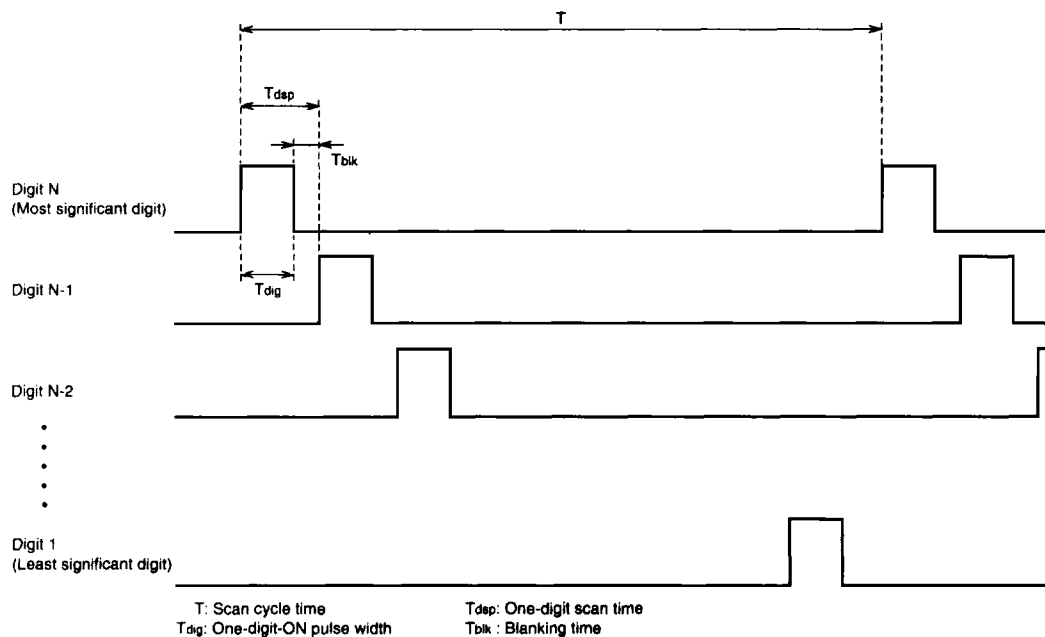 T
Tdsp
Tblk
Digit N
(Most significant digit)
Tdig
Digit N-1
Digit N-2
Digit 1
(Least significant digit)
T: Scan cycle time
Tdsp: One-digit scan time
Tdig: One-digit-ON pulse width
Tblk : Blanking time